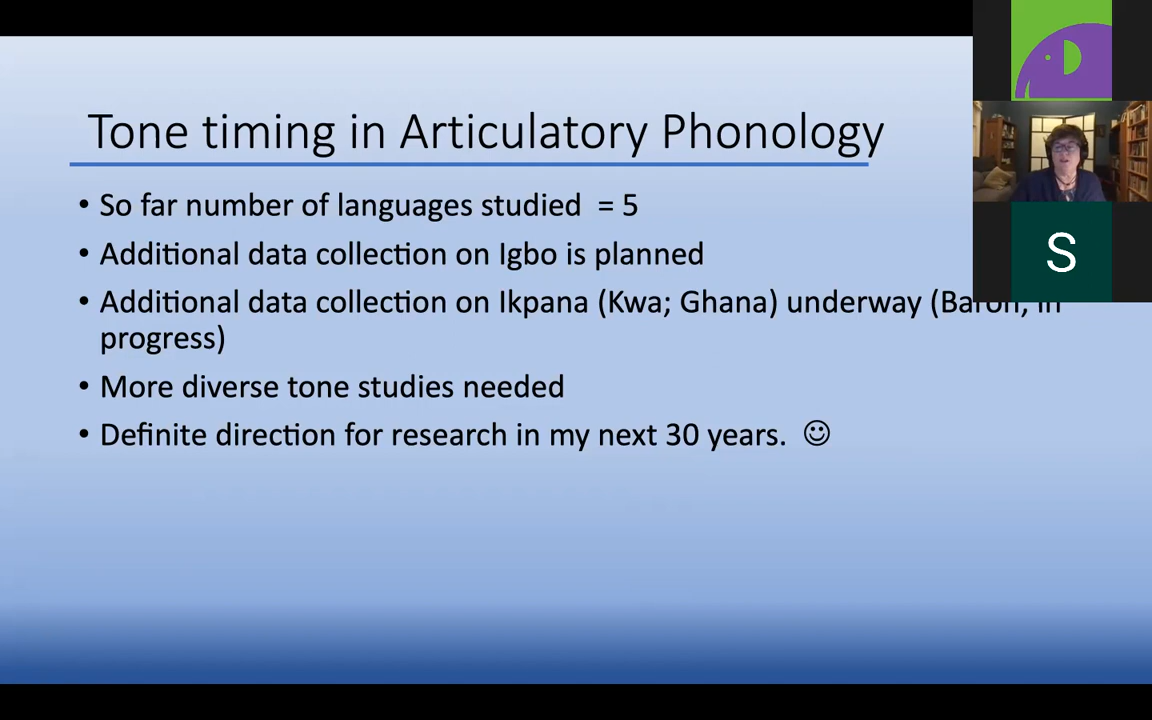 Tone timing in Articulatory Phonology
• So far number of languages studied = 5
• Additional data collection on Igbo is planned
• Additional data collection on Ikpana (Kwa; Ghana) underway (Baron, in
progress)
• More diverse tone studies needed
• Definite direction for research in my next 30 years. ☺
S